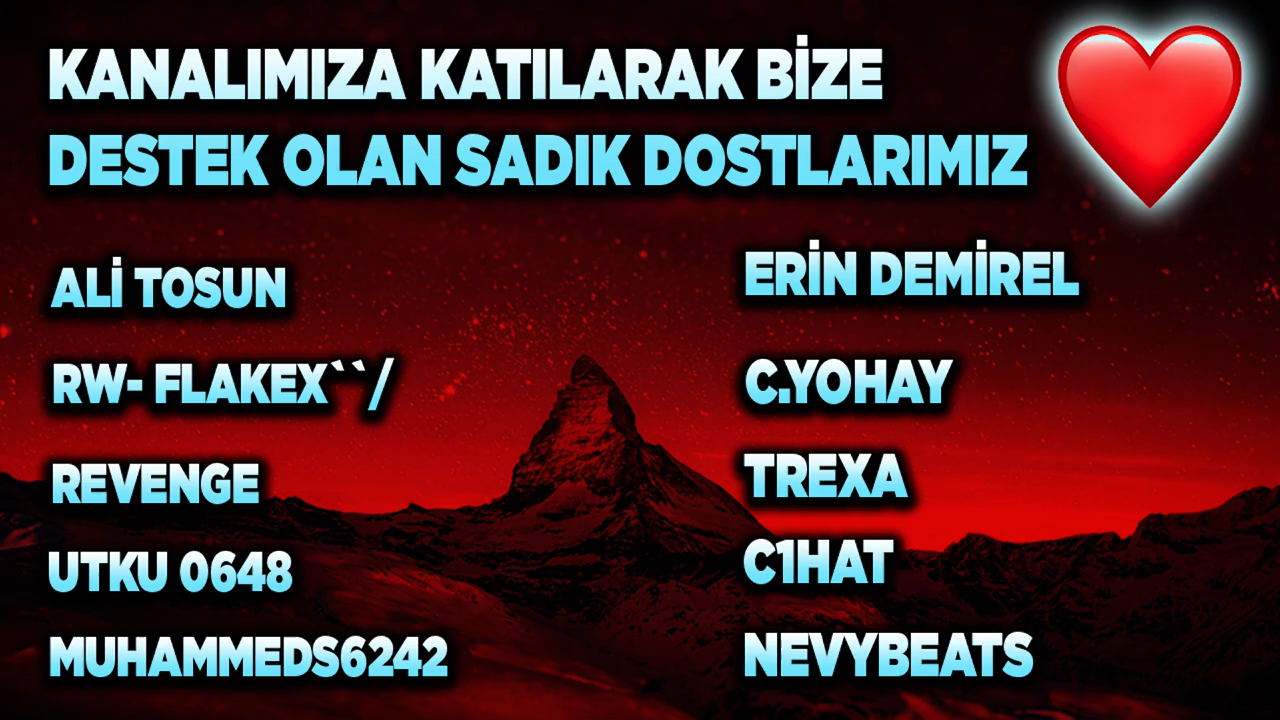 KANALIMIZA KATILARAK BİZE
DESTEK OLAN SADIK DOSTLARIMIZ
ALİ TOSUN
RW- FLAKEX``/
REVENGE
UTKU 0648
MUHAMMEDS6242
ERİN DEMİREL
C.YOHAY
TREXA
C1HAT
NEVYBEATS